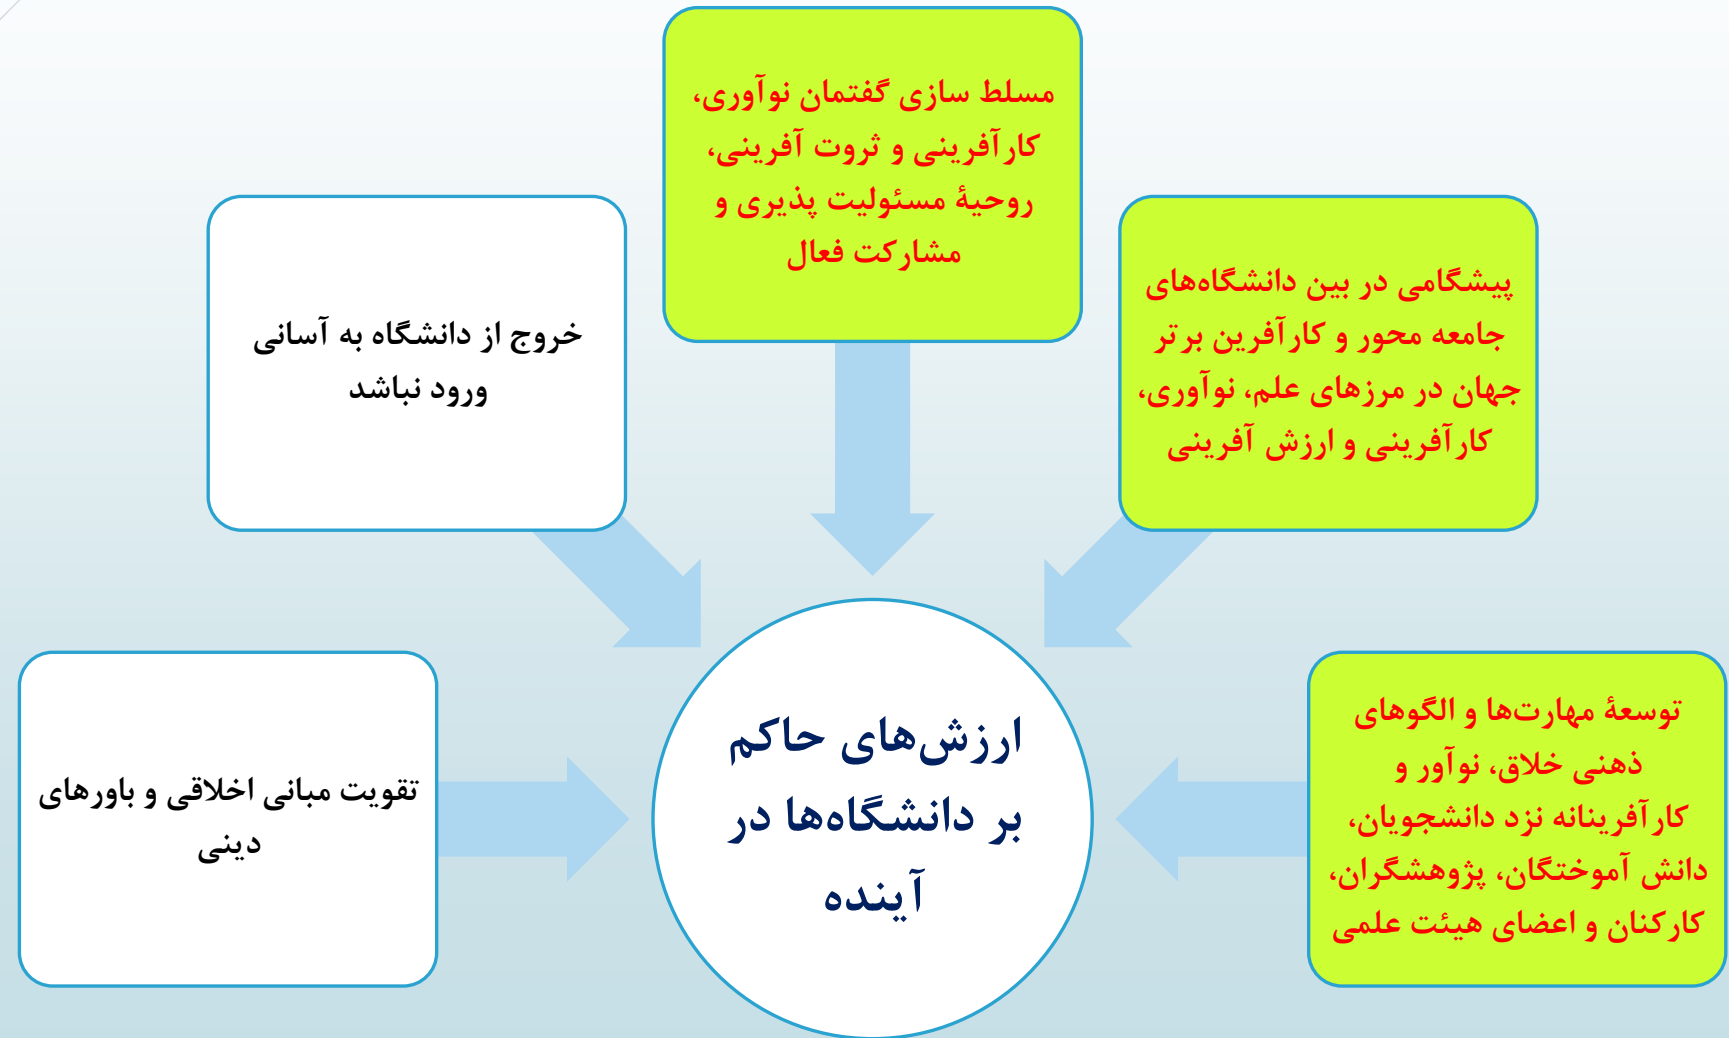 مسلط سازی گفتمان نوآوری،
کارآفرینی و ثروت آفرینی،
روحیۀ مسئولیت پذیری و
مشارکت فعال
پیشگامی در بین دانشگاه‌های
جامعه محور و کارآفرین برتر
جهان در مرزهای علم، نوآوری،
کارآفرینی و ارزش آفرینی
خروج از دانشگاه به آسانی
ورود نباشد
توسعۀ مهارت‌ها و الگوهای
ذهنی خلاق، نوآور و
کارآفرینانه نزد دانشجویان،
دانش آموختگان، پژوهشگران،
کارکنان و اعضای هیئت علمی
ارزش‌های حاکم
بر دانشگاه‌ها در
آینده
تقویت مبانی اخلاقی و باورهای
دینی